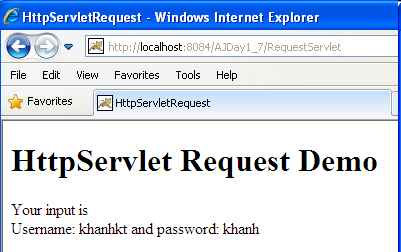 HttpServletRequest - Windows Internet Explorer
http://localhost:8084/AJDay1_7/RequestServlet
File Edit View Favorites Tools Help
Favorites HttpServletRequest
HttpServlet Request Demo
Your input is
Username: khanhkt and password: khanh